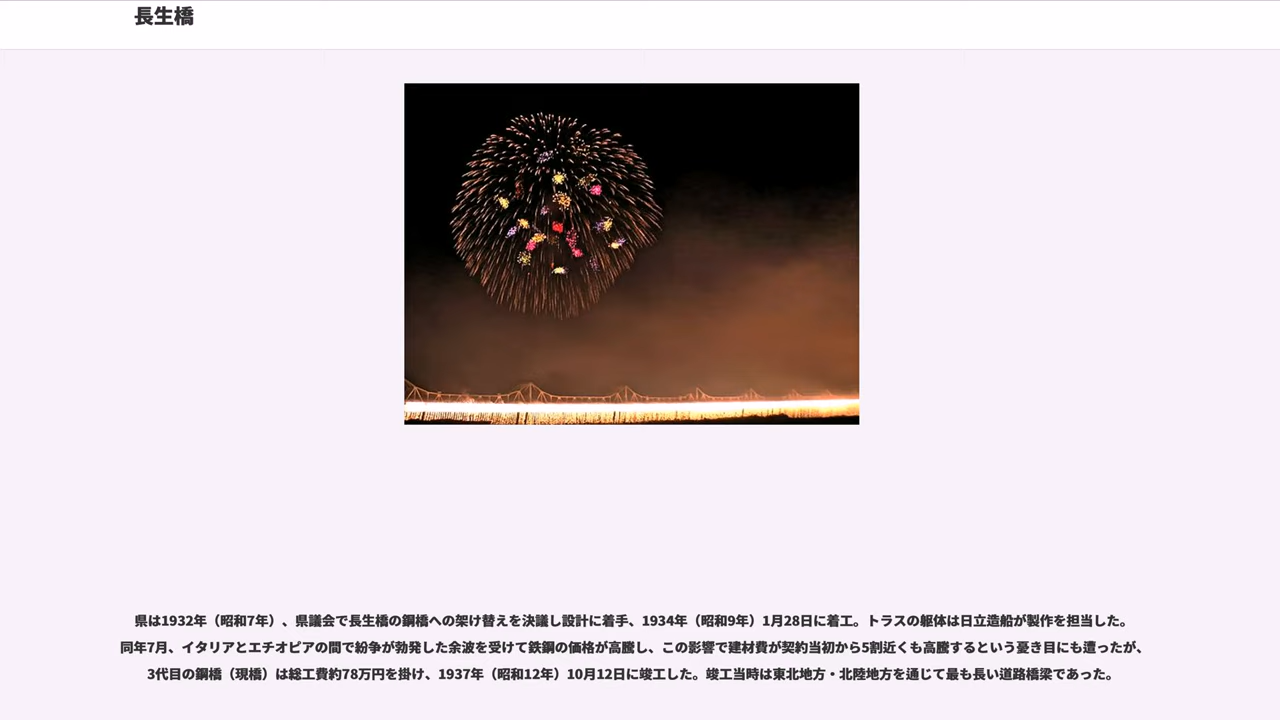 長生橋
県は1932年（昭和7年）、県議会で長生橋の鋼橋への架け替えを決議し設計に着手、1934年（昭和9年）1月28日に着工。トラスの躯体は日立造船が製作を担当した。
同年7月、イタリアとエチオピアの間で紛争が勃発した余波を受けて鉄鋼の価格が高騰し、この影響で建材費が契約当初から5割近くも高騰するという憂き目にも遭ったが、
3代目の鋼橋（現橋）は総工費約78万円を掛け、1937年（昭和12年）10月12日に竣工した。竣工当時は東北地方・北陸地方を通じて最も長い道路橋梁であった。